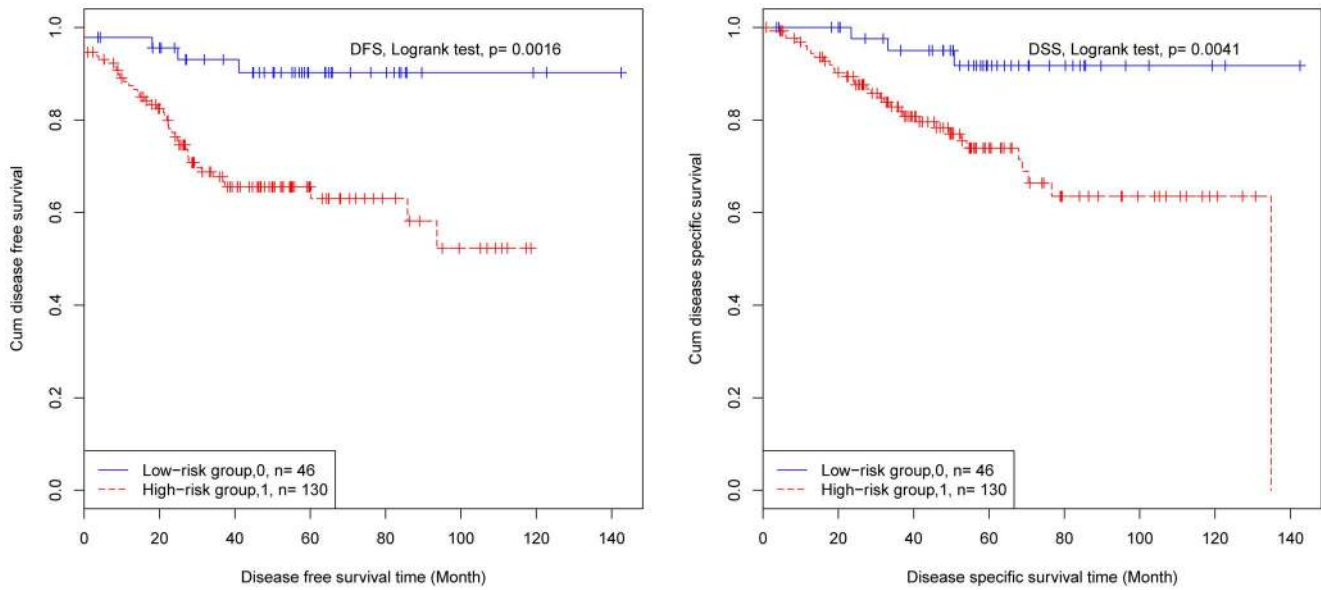 DFS, Logrank test, p= 0.0016
Cum disease free survival
1.0
0.8
0.6
0.4
0.2
0.0
Low−risk group,0, n= 46
High−risk group,1, n= 130
0 20 40 60 80 100 120 140
Disease free survival time (Month)
DSS, Logrank test, p= 0.0041
Cum disease specific survival
1.0
0.8
0.6
0.4
0.2
0.0
Low−risk group,0, n= 46
High−risk group,1, n= 130
0 20 40 60 80 100 120 140
Disease specific survival time (Month)